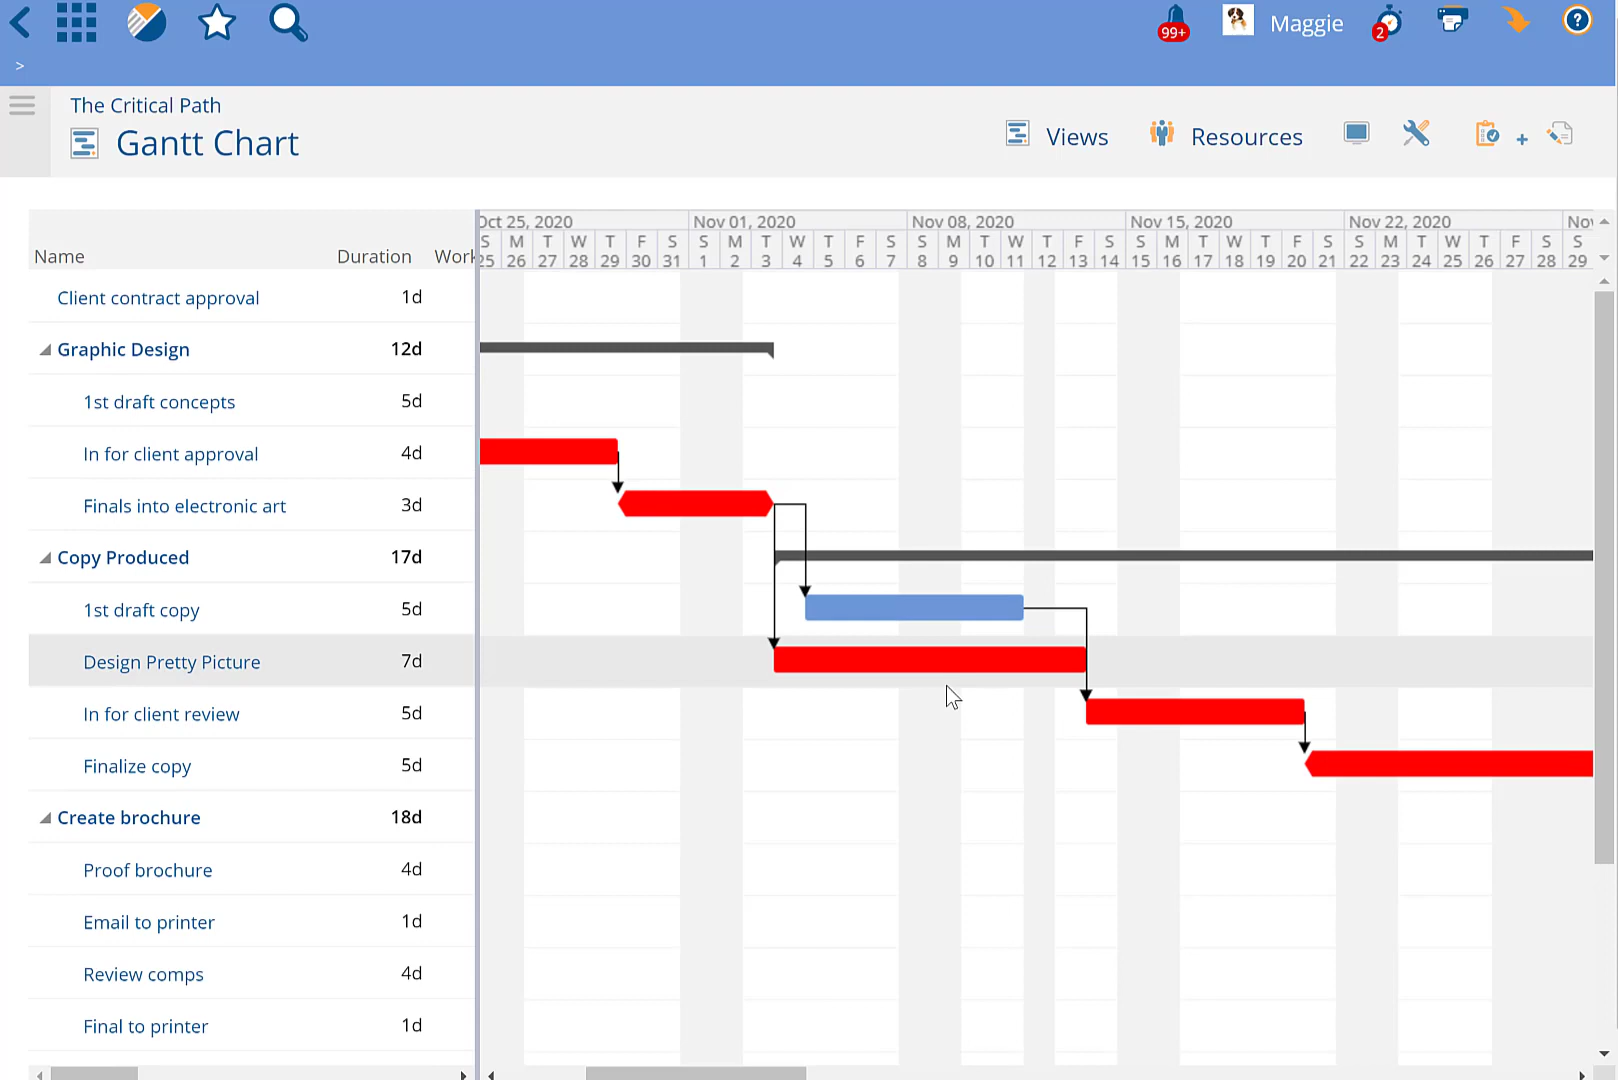 99+
Maggie
2
?
>
The Critical Path
Gantt Chart
Views
Resources
+
Oct 25, 2020 Nov 01, 2020 Nov 08, 2020 Nov 15, 2020 Nov 22, 2020 Nov
Name Duration Work
S M T W T F S S M T W T F S S M T W T F S S M T W T F S S M T W T F S S
25 26 27 28 29 30 31 1 2 3 4 5 6 7 8 9 10 11 12 13 14 15 16 17 18 19 20 21 22 23 24 25 26 27 28 29
Client contract approval 1d
Graphic Design 12d
1st draft concepts 5d
In for client approval 4d
Finals into electronic art 3d
Copy Produced 17d
1st draft copy 5d
Design Pretty Picture 7d
In for client review 5d
Finalize copy 5d
Create brochure 18d
Proof brochure 4d
Email to printer 1d
Review comps 4d
Final to printer 1d